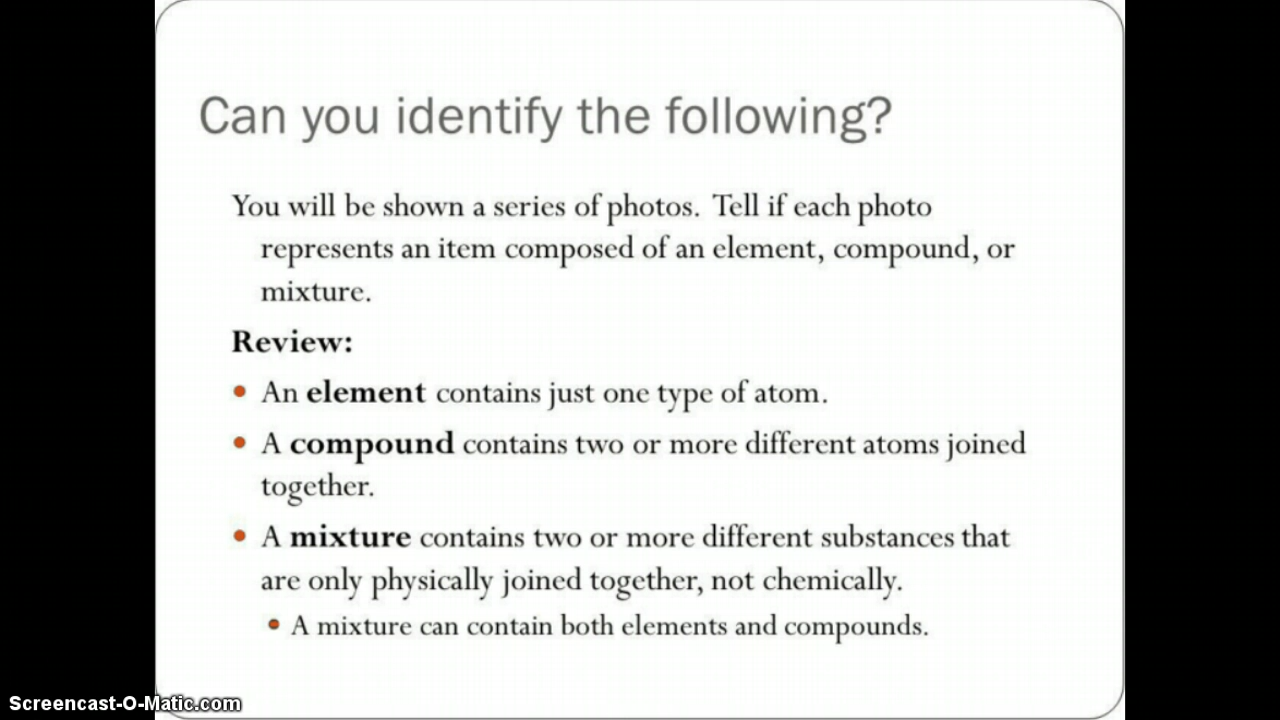 Can you identify the following?
You will be shown a series of photos. Tell if each photo
represents an item composed of an element, compound, or
mixture.
Review:
• An element contains just one type of atom.
• A compound contains two or more different atoms joined
together.
• A mixture contains two or more different substances that
are only physically joined together, not chemically.
• A mixture can contain both elements and compounds.
Screencast-O-Matic.com